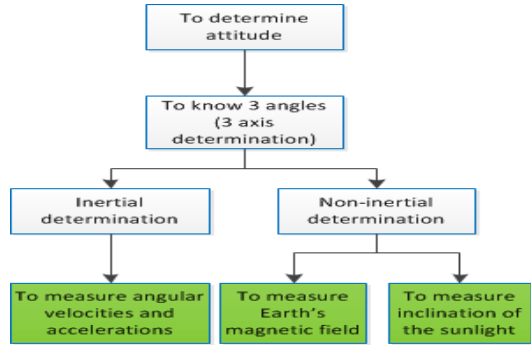 To determine
attitude
To know 3 angles
(3 axis
determination)
Inertial
determination
Non-inertial
determination
To measure angular
velocities and
accelerations
To measure
Earth's
magnetic field
To measure
inclination of
the sunlight